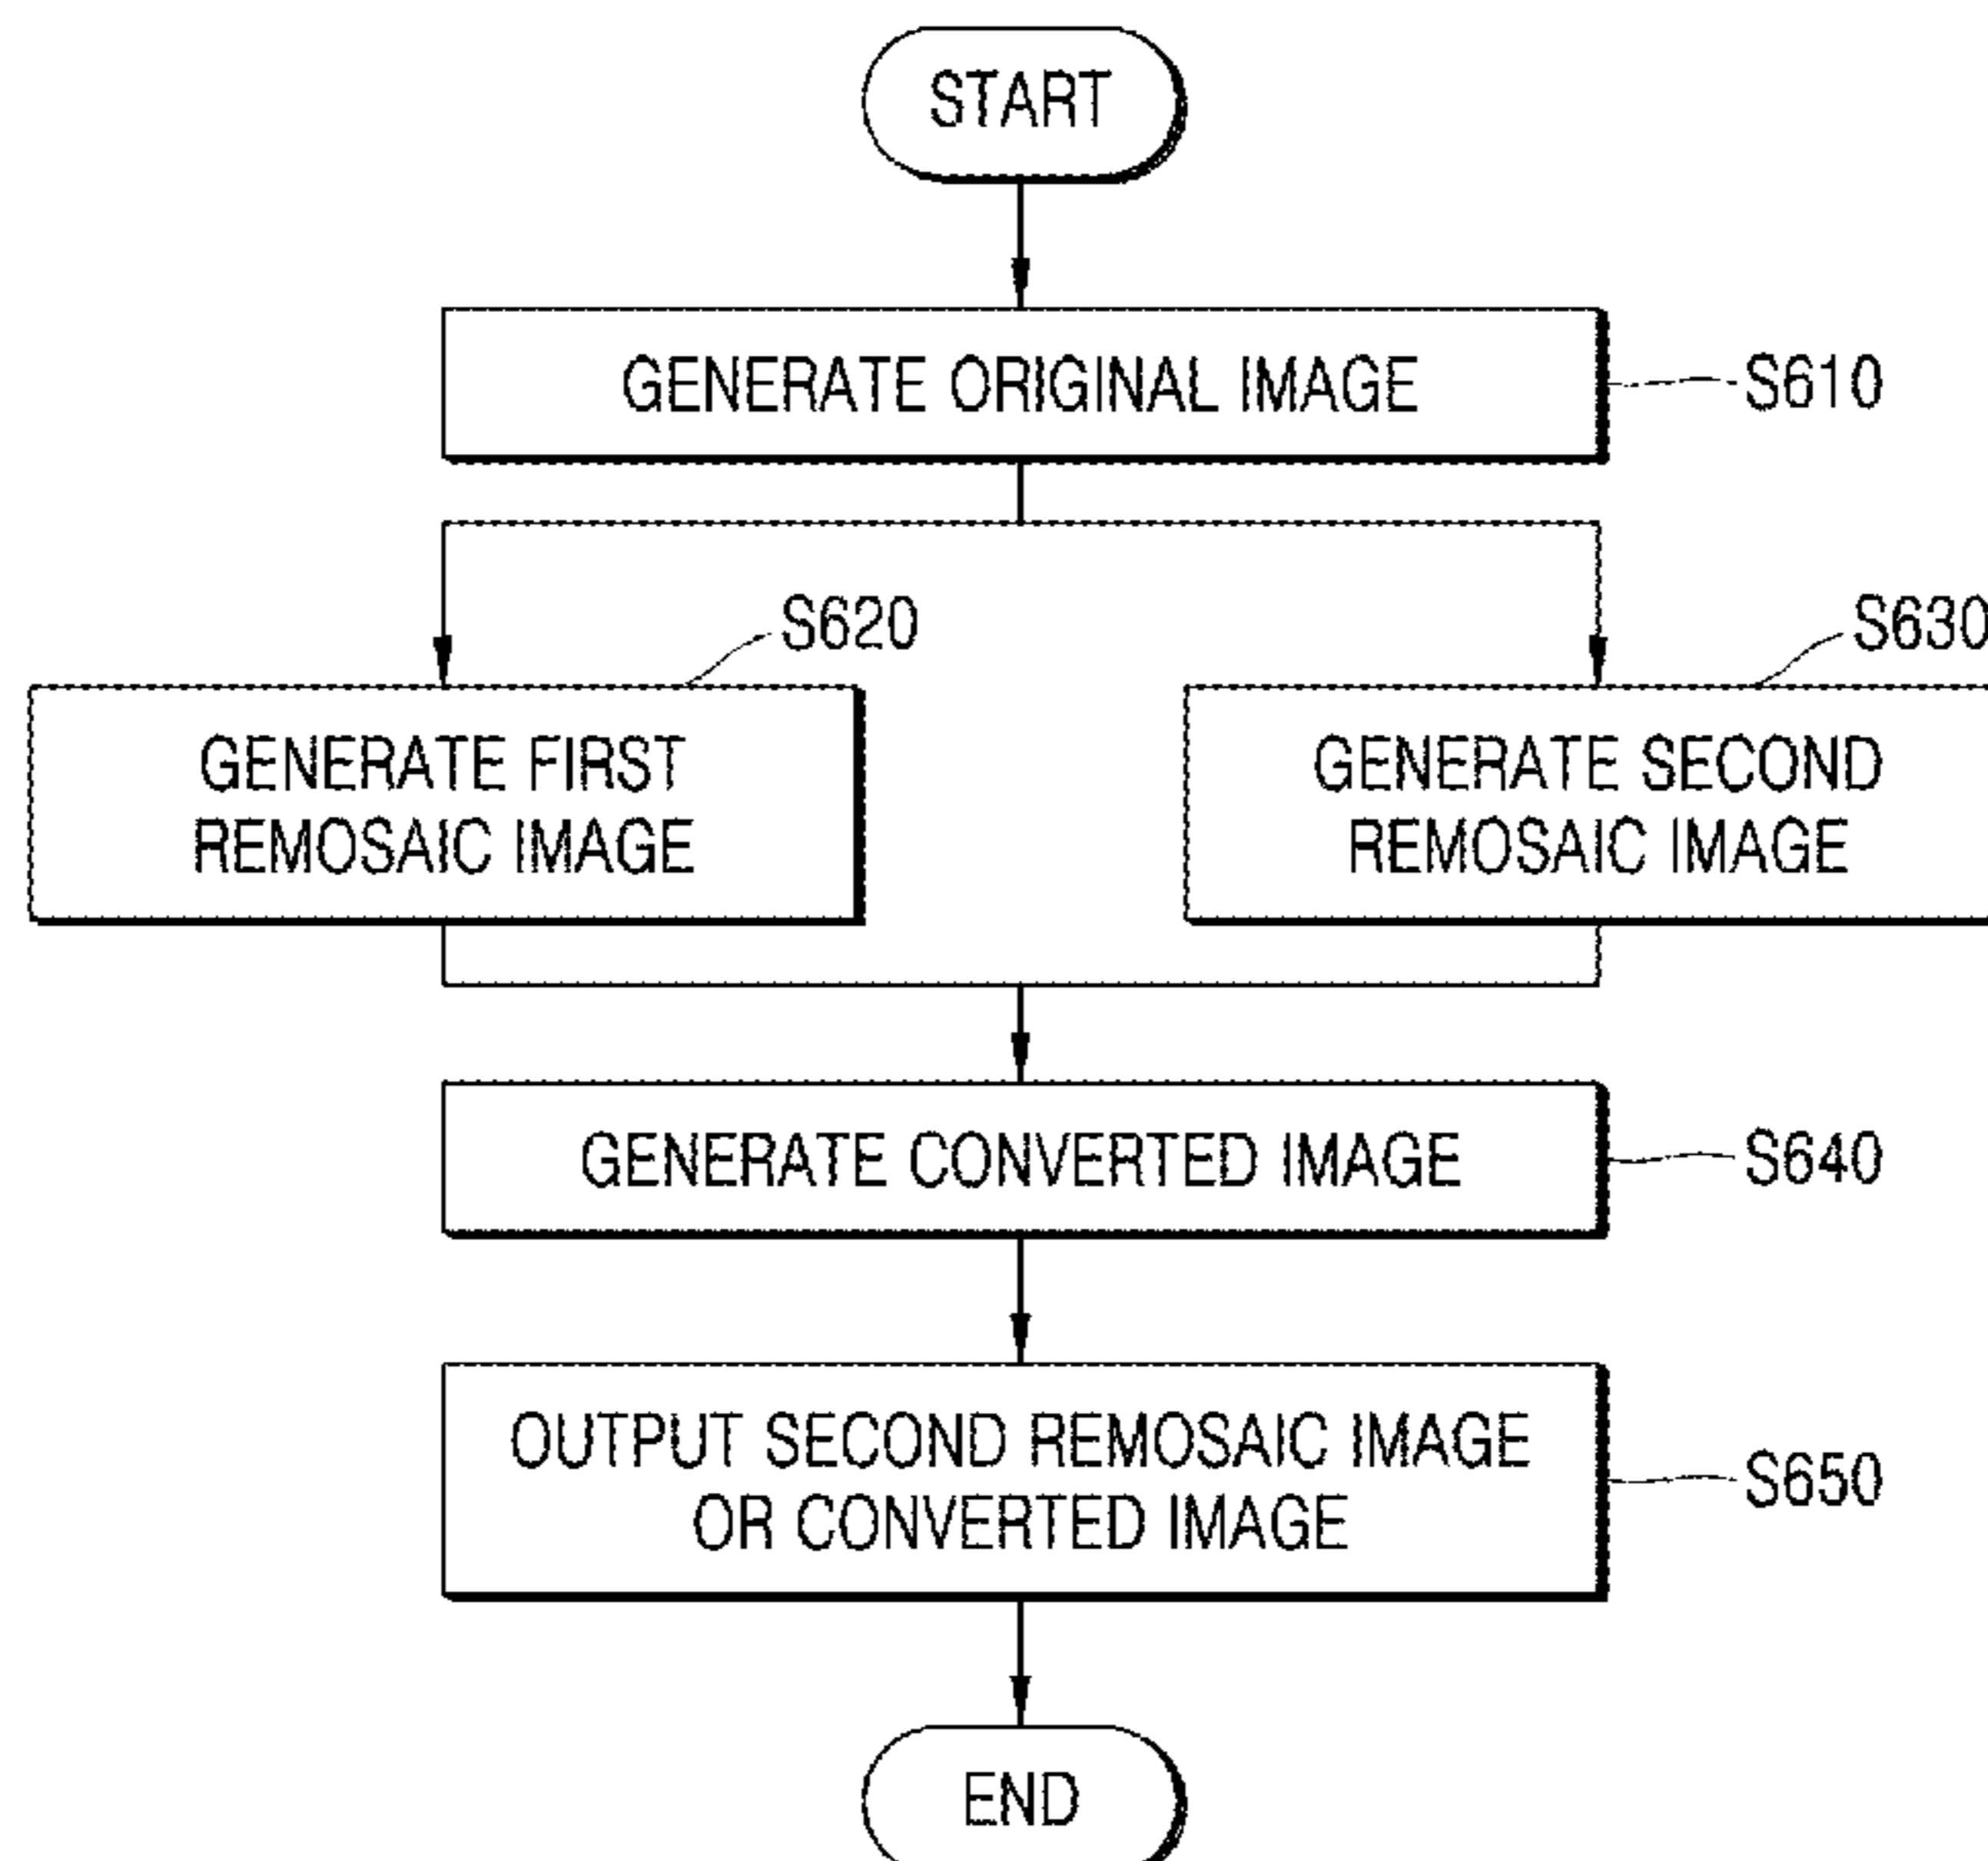 START
GENERATE ORIGINAL IMAGE
S610
S620
S630
GENERATE FIRST
REMOSAIC IMAGE
GENERATE SECOND
REMOSAIC IMAGE
GENERATE CONVERTED IMAGE
S640
OUTPUT SECOND REMOSAIC IMAGE
OR CONVERTED IMAGE
S650
END